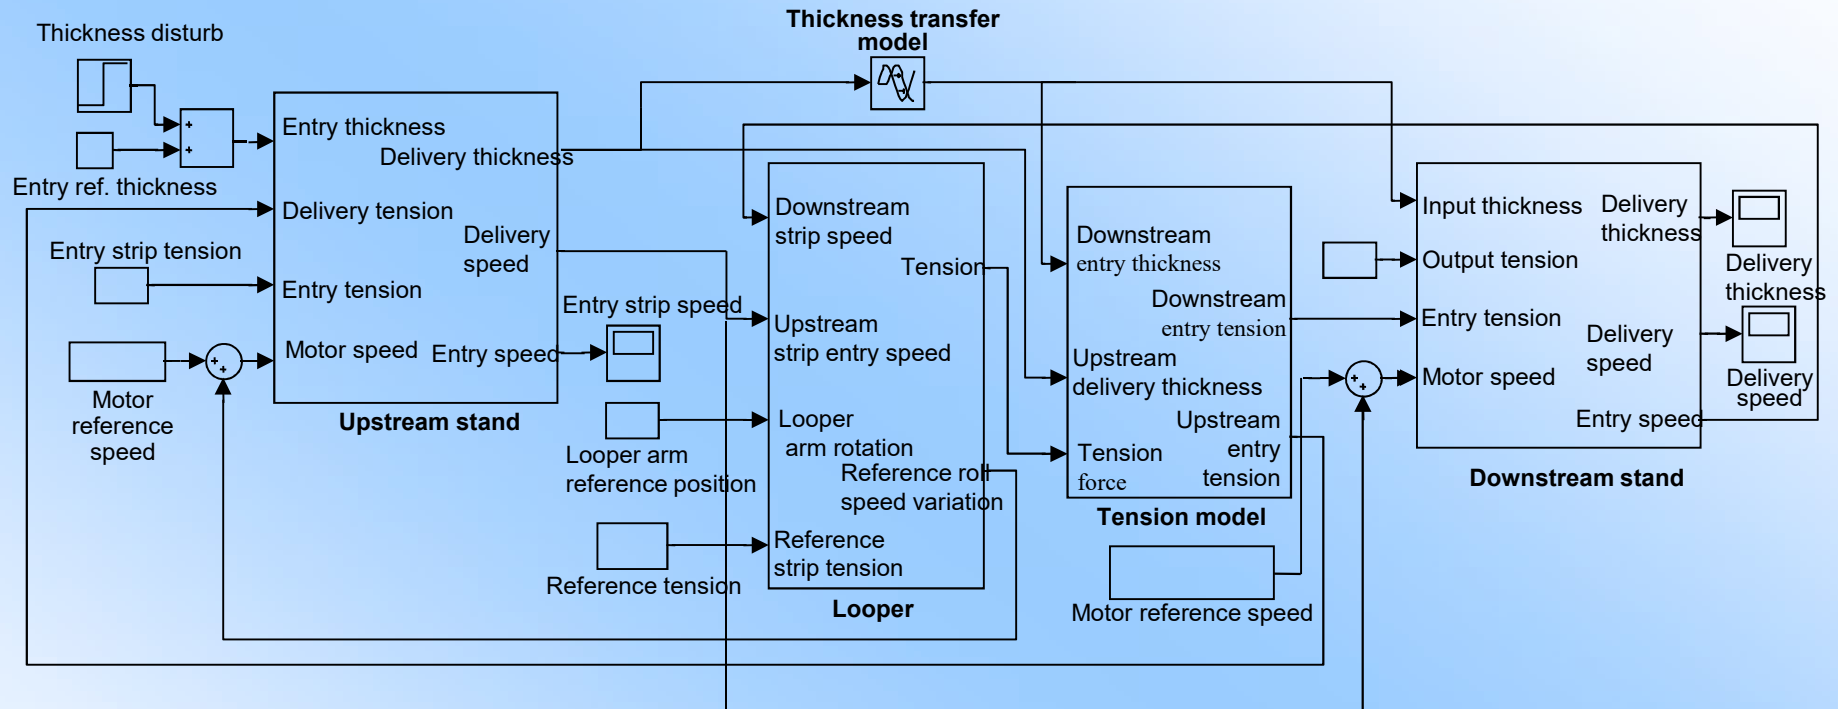 Thickness disturb
+
+
Entry ref. thickness
Entry strip tension
+
+
Motor
reference
speed
Entry thickness
Delivery thickness
Delivery tension
Delivery
speed
Entry tension
Motor speed
Entry speed
Upstream stand
Thickness transfer
model
Entry strip speed
Looper arm
reference position
Reference tension
Downstream
strip speed
Tension
Upstream
strip entry speed
Looper
arm rotation
Reference roll
speed variation
Reference
strip tension
Looper
Downstream
entry thickness
Downstream
entry tension
Upstream
delivery thickness
Upstream
entry
tension
Tension
force
Tension model
Motor reference speed
+
+
Input thickness
Delivery
thickness
Output tension
Entry tension
Delivery
speed
Motor speed
Entry speed
Downstream stand
Delivery
thickness
Delivery
speed